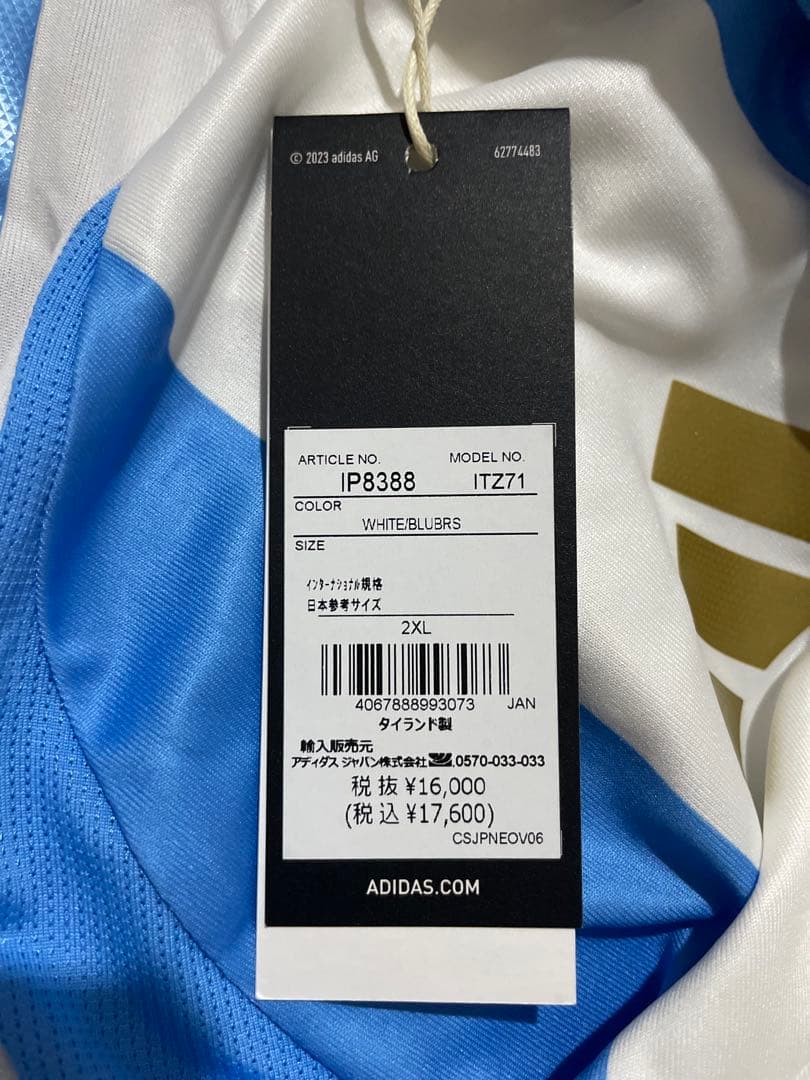 © 2023 adidas AG 62774483
ARTICLE NO. MODEL NO.
IP8388 ITZ71
COLOR
WHITE/BLUBRS
SIZE
インターナショナル規格
日本参考サイズ
2XL
4067888993073 JAN
タイランド製
輸入販売元
アディダス ジャパン株式会社 0570-033-033
税抜 ¥16,000
(税込 ¥17,600)
CSJPNEOV06
ADIDAS.COM